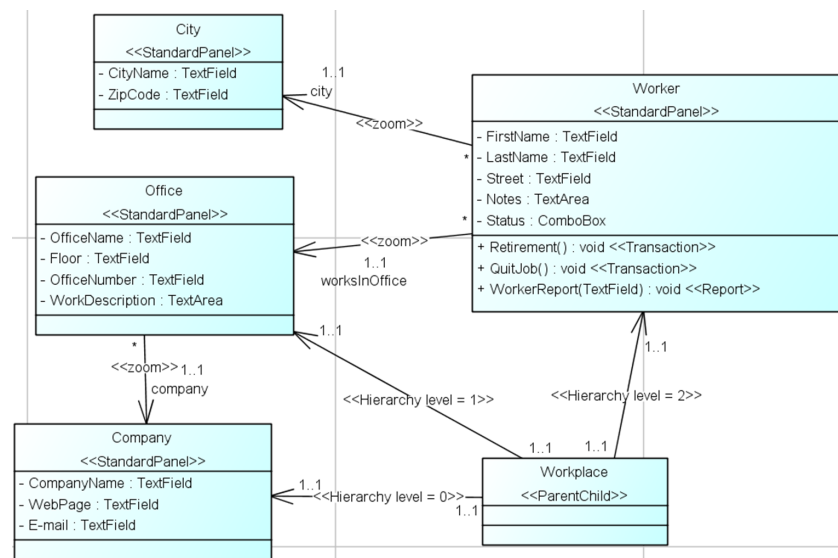 City
<<StandardPanel>>
- CityName : TextField
- ZipCode : TextField
1..1
city
<<zoom>>
*
Worker
<<StandardPanel>>
- FirstName : TextField
- LastName : TextField
- Street : TextField
- Notes : TextArea
- Status : ComboBox
+ Retirement() : void <<Transaction>>
+ QuitJob() : void <<Transaction>>
+ WorkerReport(TextField) : void <<Report>>
Office
<<StandardPanel>>
- OfficeName : TextField
- Floor : TextField
- OfficeNumber : TextField
- WorkDescription : TextArea
*
<<zoom>>
1..1
worksInOffice
*
<<zoom>>
1..1
company
1..1
<<Hierarchy level = 1>>
1..1
1..1
<<Hierarchy level = 2>>
1..1
Company
<<StandardPanel>>
- CompanyName : TextField
- WebPage : TextField
- E-mail : TextField
1..1
<<Hierarchy level = 0>>
1..1
Workplace
<<ParentChild>>